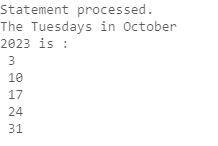 Statement processed.
The Tuesdays in October
2023 is :
3
10
17
24
31